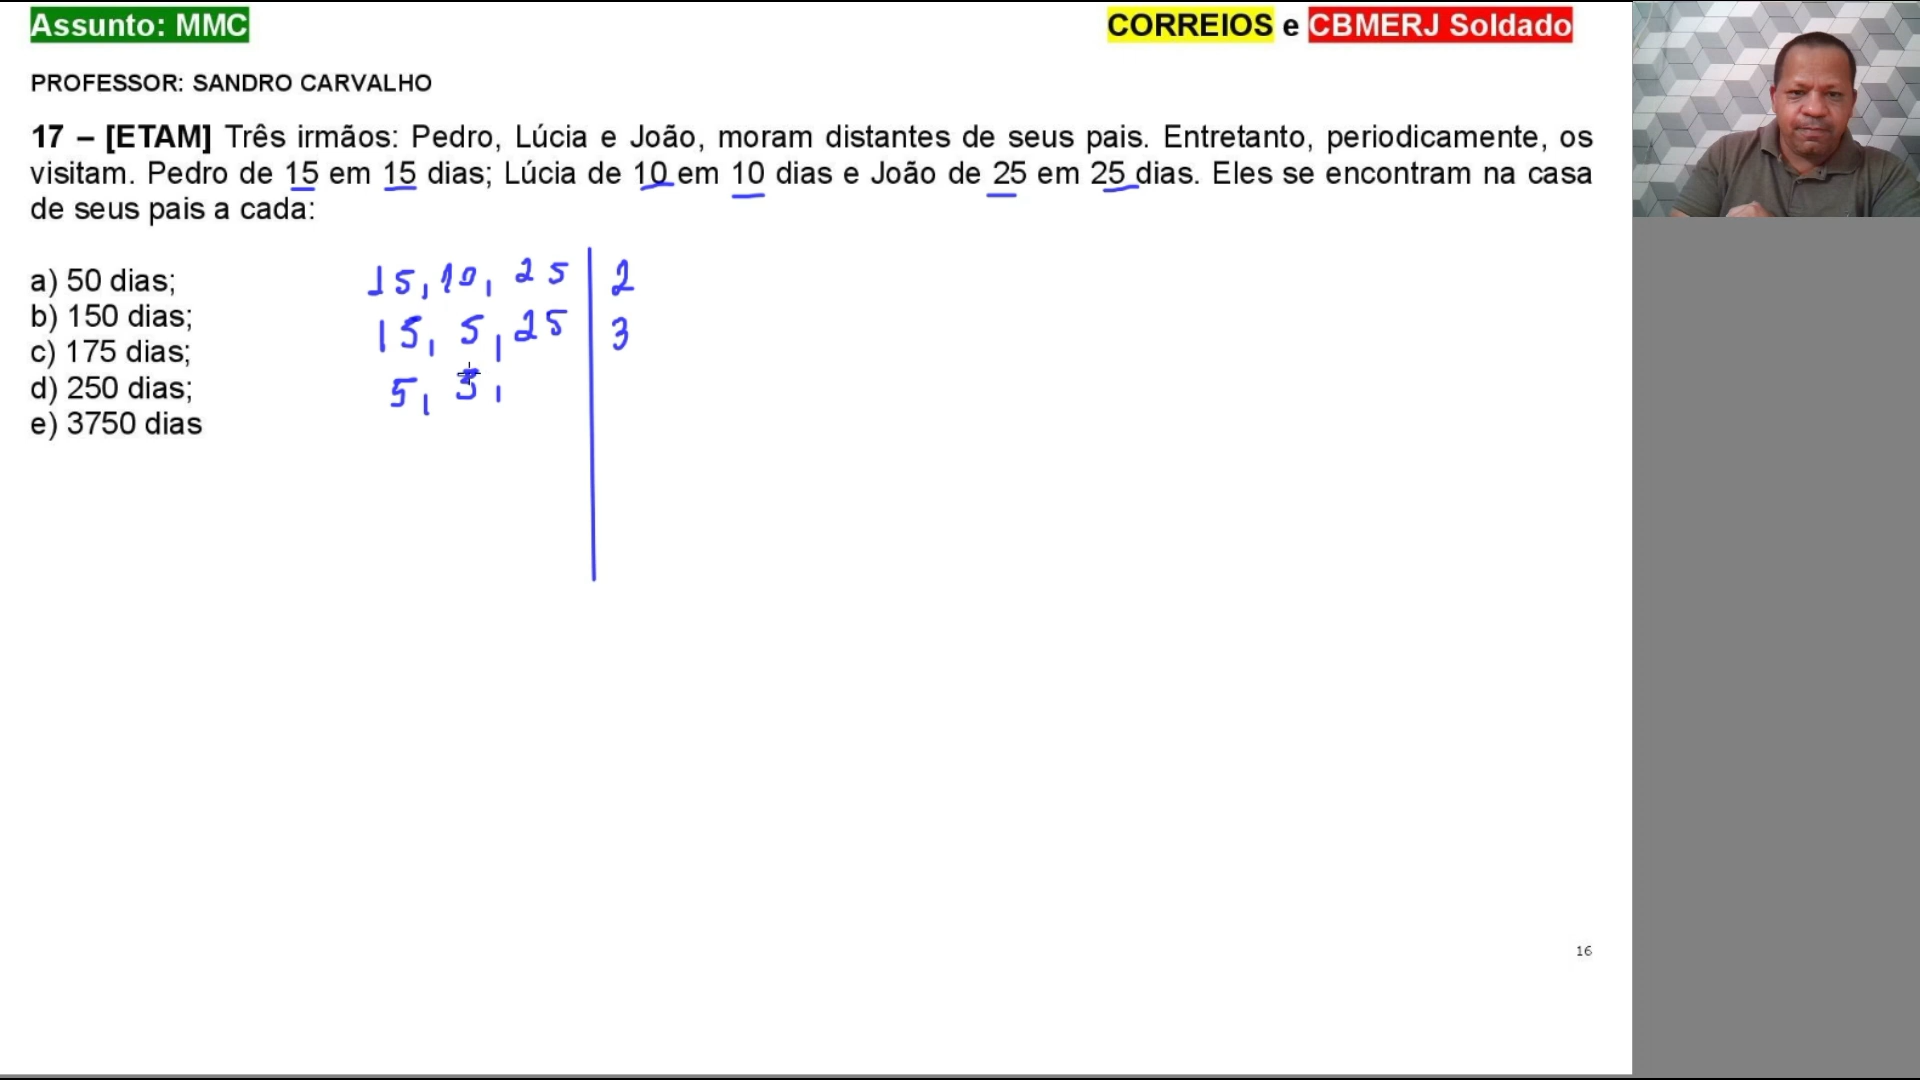 Assunto: MMC
CORREIOS e CBMERJ Soldado
PROFESSOR: SANDRO CARVALHO
17 – [ETAM] Três irmãos: Pedro, Lúcia e João, moram distantes de seus pais. Entretanto, periodicamente, os
visitam. Pedro de 15 em 15 dias; Lúcia de 10 em 10 dias e João de 25 em 25 dias. Eles se encontram na casa
de seus pais a cada:
a) 50 dias;
b) 150 dias;
c) 175 dias;
d) 250 dias;
e) 3750 dias
15, 10, 25 | 2
15, 5, 25 | 3
5, 5,
16